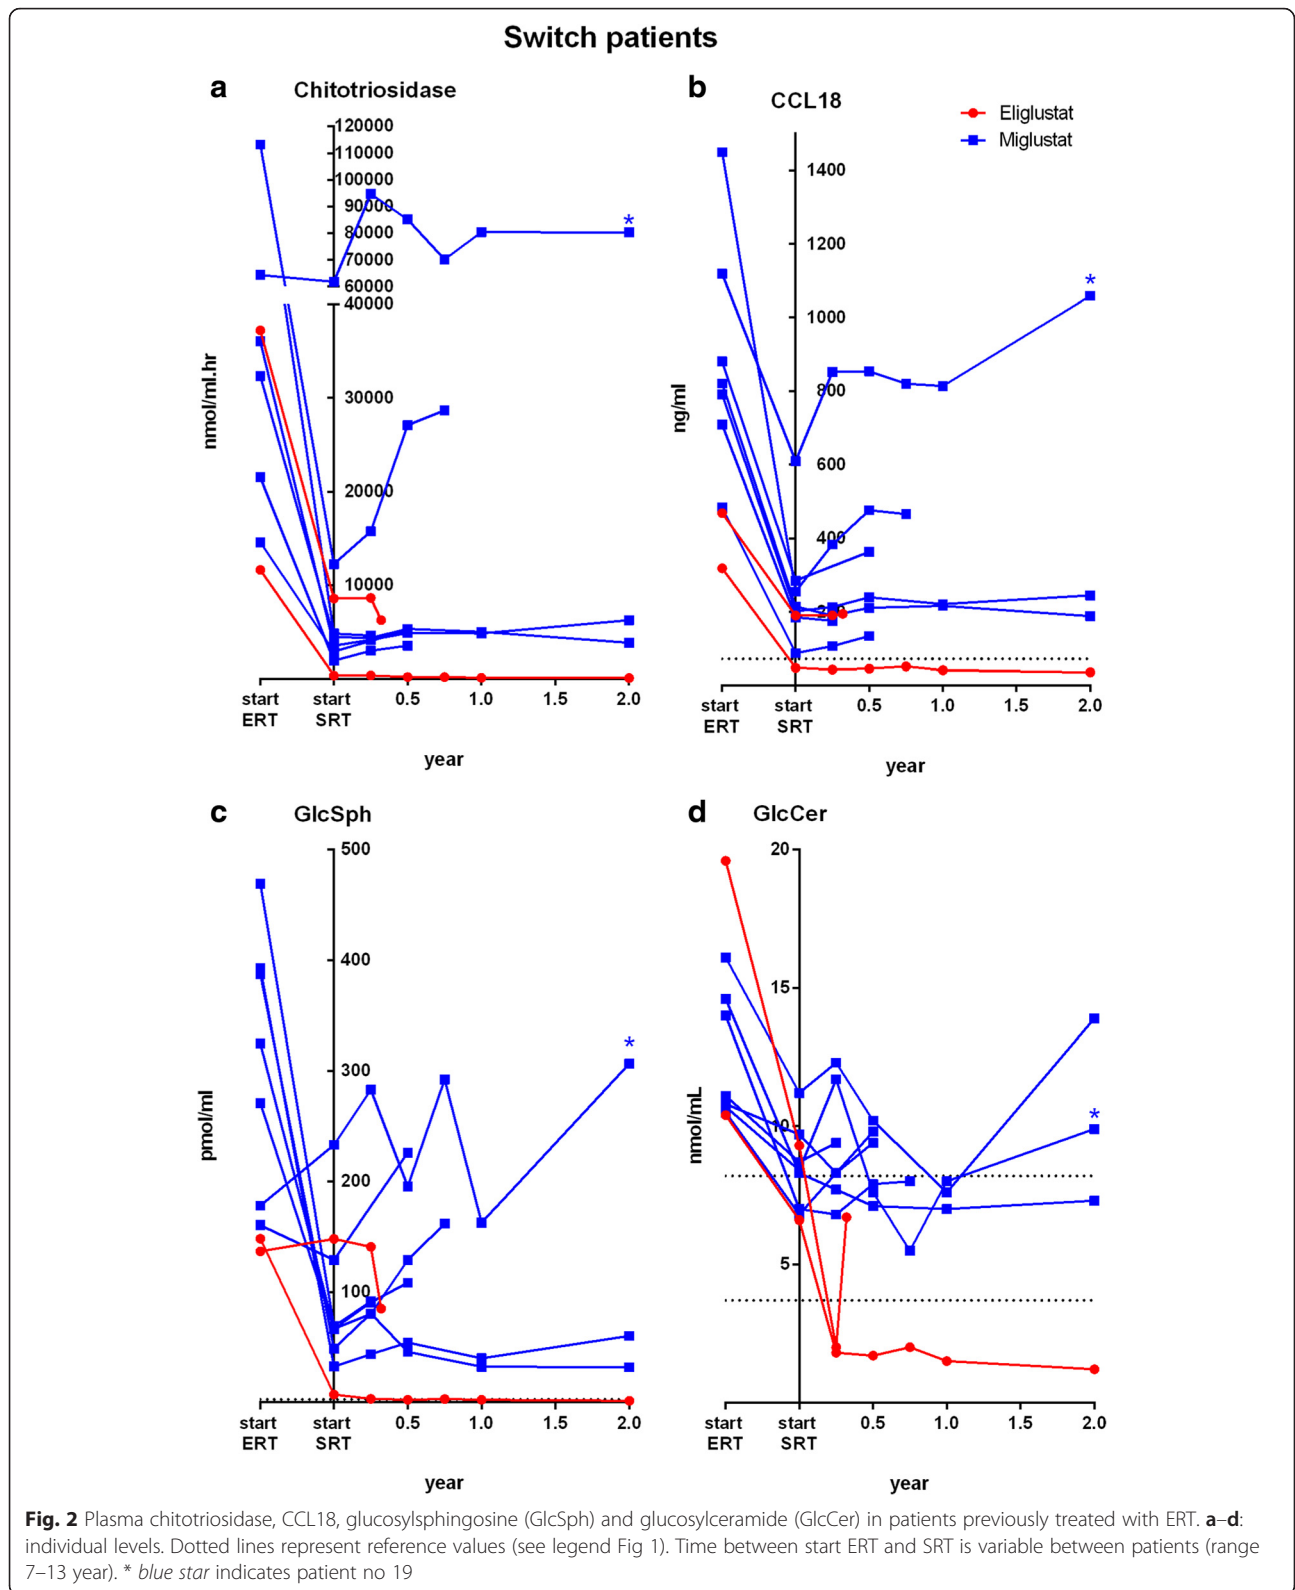 Switch patients
a
Chitotriosidase
120000
110000
100000
90000
80000
70000
60000
40000
30000
20000
10000
*
nmol/ml.hr
start ERT
start SRT
0.5
1.0
1.5
2.0
year
b
CCL18
Eliglustat
Miglustat
1400
1200
1000
800
600
400
200
*
ng/ml
start ERT
start SRT
0.5
1.0
1.5
2.0
year
c
GlcSph
500
400
300
200
100
*
pmol/ml
start ERT
start SRT
0.5
1.0
1.5
2.0
year
d
GlcCer
20
15
10
5
*
nmol/mL
start ERT
start SRT
0.5
1.0
1.5
2.0
year
Fig. 2 Plasma chitotriosidase, CCL18, glucosylsphingosine (GlcSph) and glucosylceramide (GlcCer) in patients previously treated with ERT. a–d:
individual levels. Dotted lines represent reference values (see legend Fig 1). Time between start ERT and SRT is variable between patients (range
7–13 year). * blue star indicates patient no 19